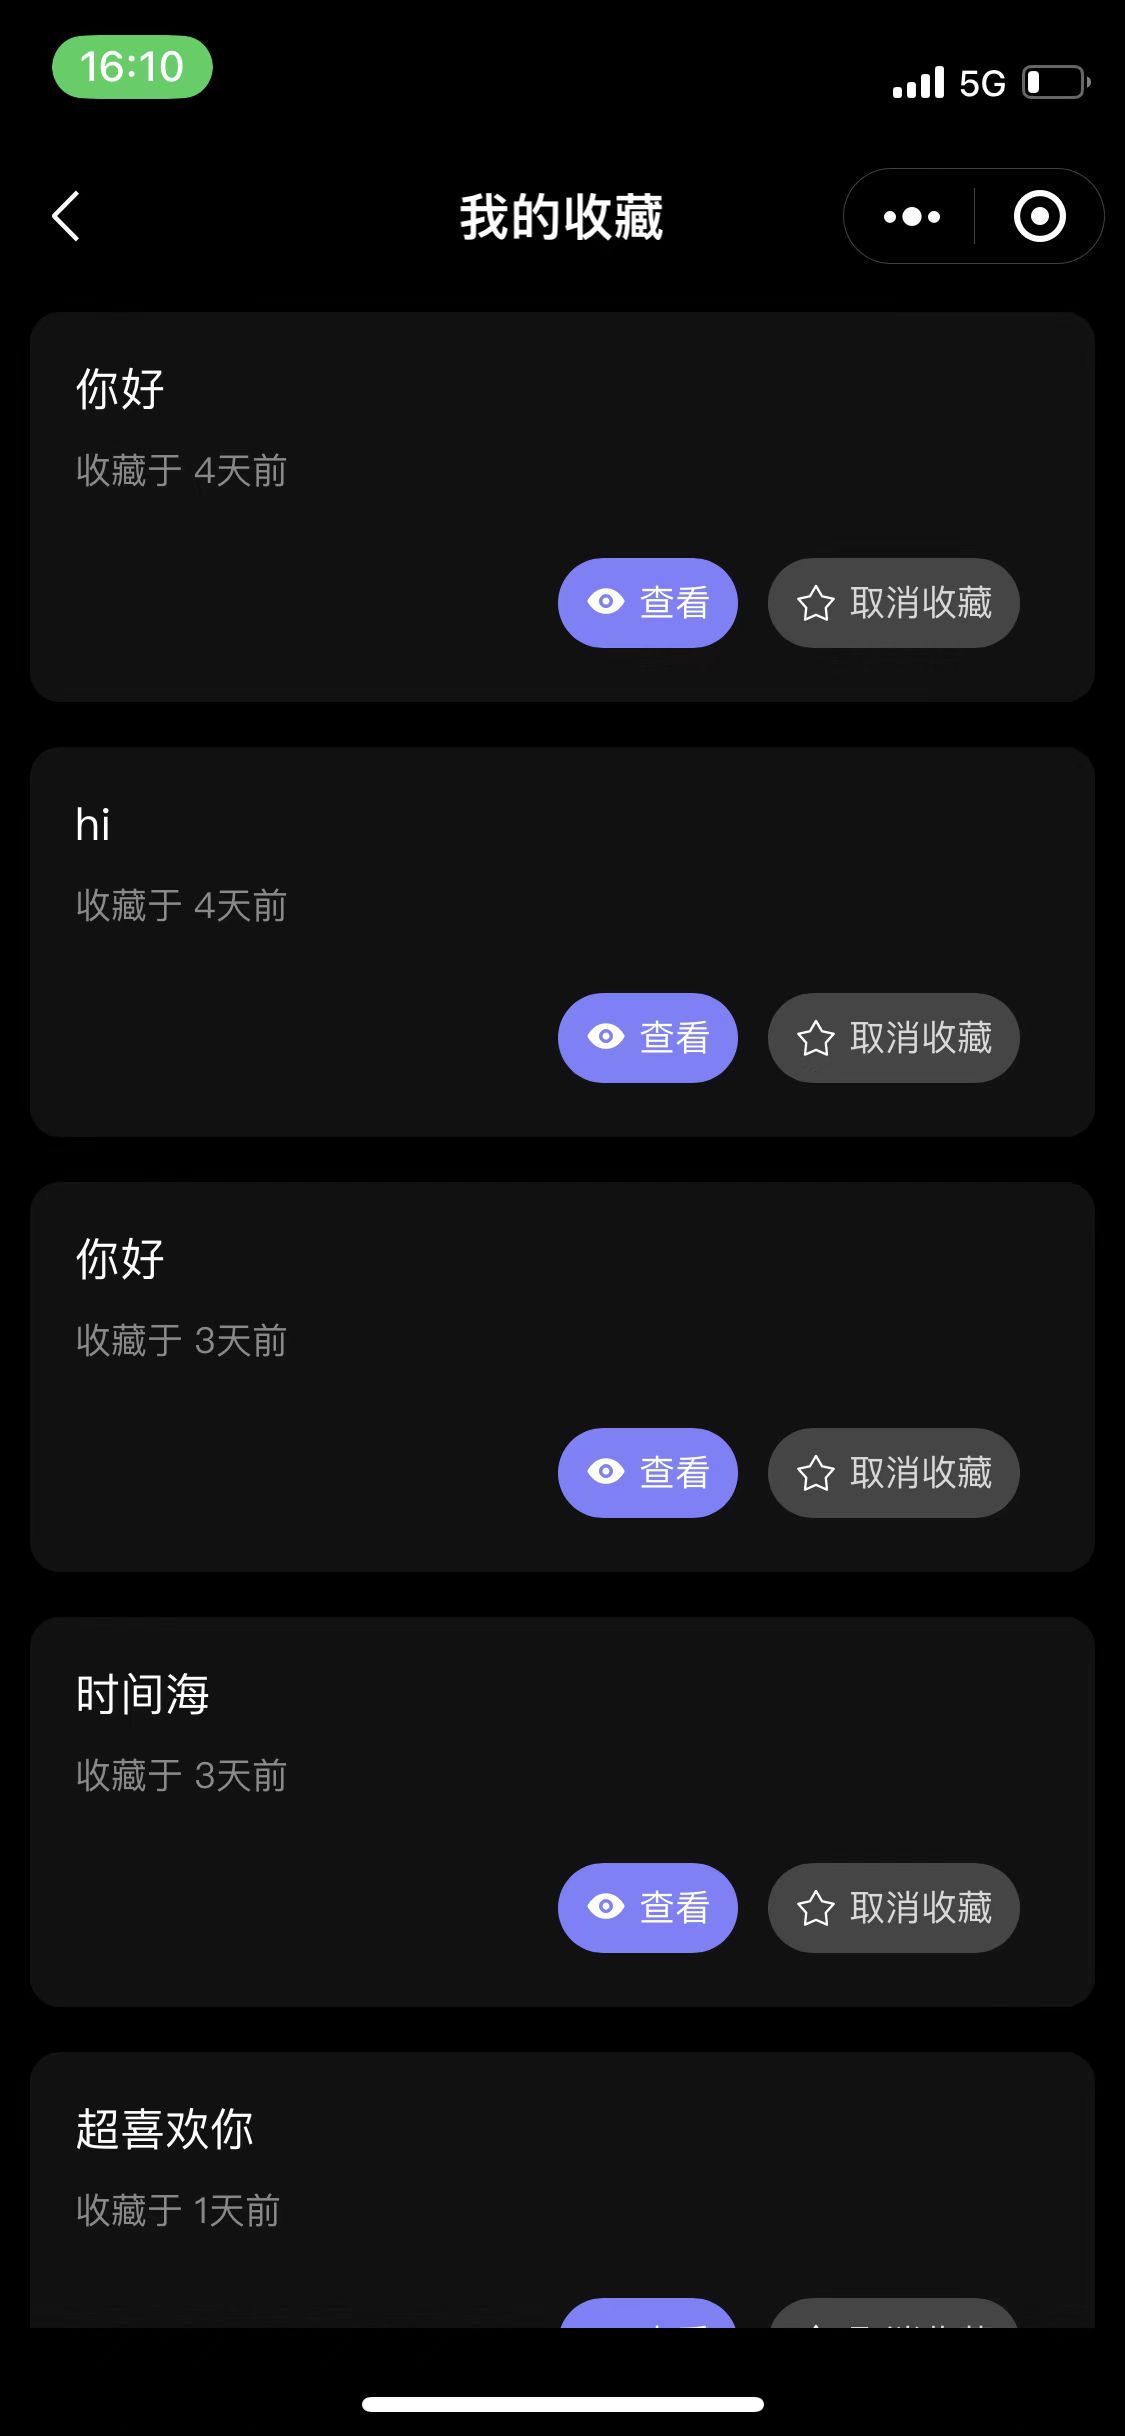 16:10
5G
我的收藏
你好
收藏于 4天前
查看 取消收藏
hi
收藏于 4天前
查看 取消收藏
你好
收藏于 3天前
查看 取消收藏
时间海
收藏于 3天前
查看 取消收藏
超喜欢你
收藏于 1天前